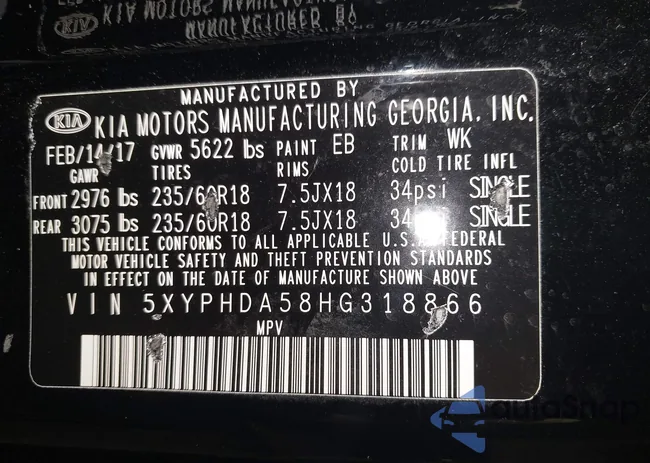 MANUFACTURED BY
KIA KIA MOTORS MANUFACTURING GEORGIA, INC.
FEB/14/17 GVWR 5622 lbs PAINT EB TRIM WK
GAWR TIRES RIMS COLD TIRE INFL
FRONT 2976 lbs 235/60R18 7.5JX18 34psi SINGLE
REAR 3075 lbs 235/60R18 7.5JX18 SINGLE
THIS VEHICLE CONFORMS TO ALL APPLICABLE U.S.A FEDERAL
MOTOR VEHICLE SAFETY AND THEFT PREVENTION STANDARDS
IN EFFECT ON THE DATE OF MANUFACTURE SHOWN ABOVE
VIN 5XYPHDA58HG318866
MPV
autoSnap